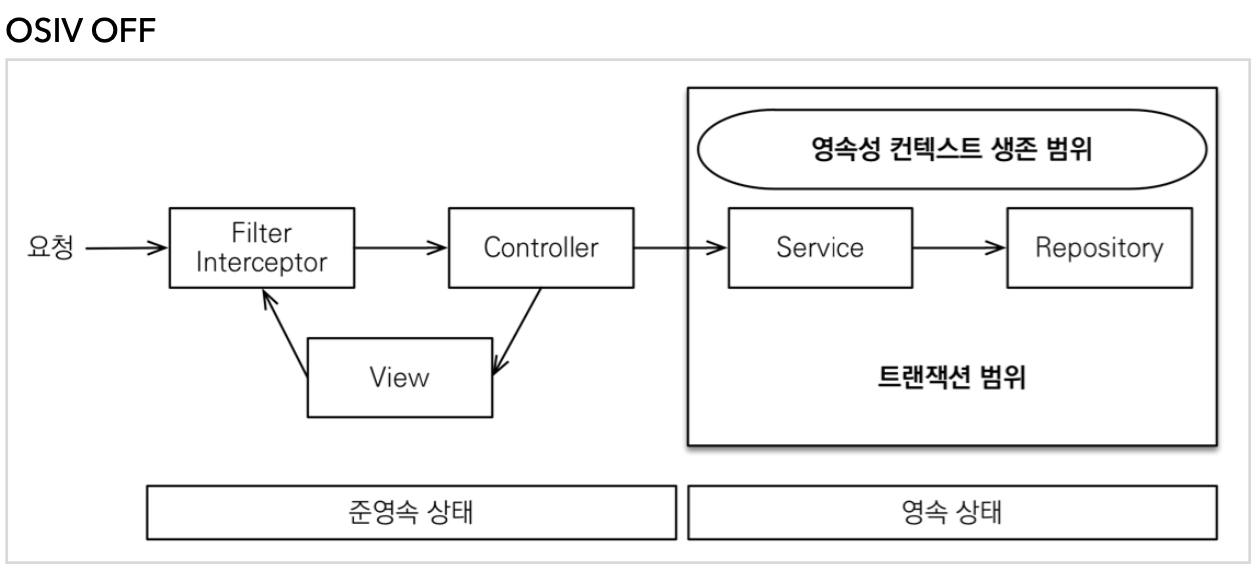 OSIV OFF
영속성 컨텍스트 생존 범위
요청
Filter
Interceptor
Controller
Service
Repository
View
트랜잭션 범위
준영속 상태
영속 상태